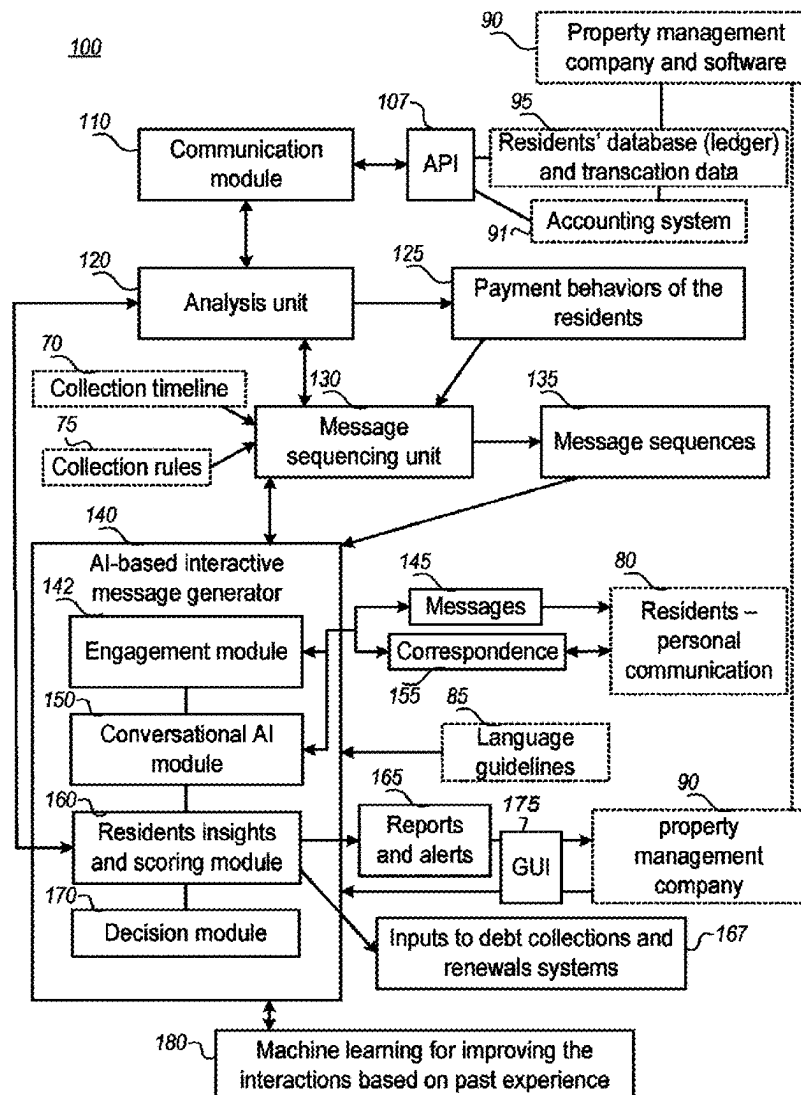 100
90
Property management
company and software
95
107
110
Communication
module
API
Residents' database (ledger)
and transcation data
Accounting system
91
120
Analysis unit
125
Payment behaviors of the
residents
70
Collection timeline
75
Collection rules
130
Message
sequencing unit
135
Message sequences
140
AI-based interactive
message generator
142
Engagement module
145
Messages
Correspondence
155
80
Residents –
personal
communication
150
Conversational AI
module
85
Language
guidelines
160
Residents insights
and scoring module
165
Reports
and alerts
175
GUI
90
property
management
company
170
Decision module
Inputs to debt collections and
renewals systems
167
180
Machine learning for improving the
interactions based on past experience